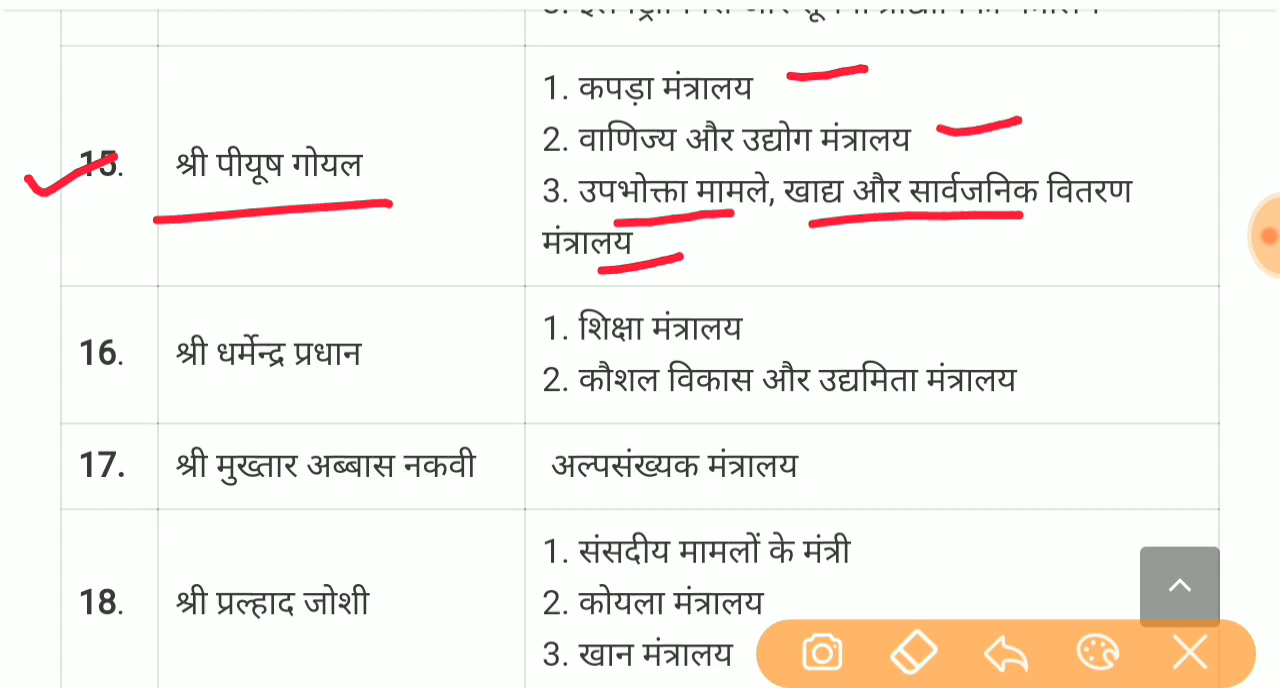 15.
श्री पीयूष गोयल
1. कपड़ा मंत्रालय
2. वाणिज्य और उद्योग मंत्रालय
3. उपभोक्ता मामले, खाद्य और सार्वजनिक वितरण
मंत्रालय
16.
श्री धर्मेन्द्र प्रधान
1. शिक्षा मंत्रालय
2. कौशल विकास और उद्यमिता मंत्रालय
17.
श्री मुख्तार अब्बास नकवी
अल्पसंख्यक मंत्रालय
18.
श्री प्रल्हाद जोशी
1. संसदीय मामलों के मंत्री
2. कोयला मंत्रालय
3. खान मंत्रालय